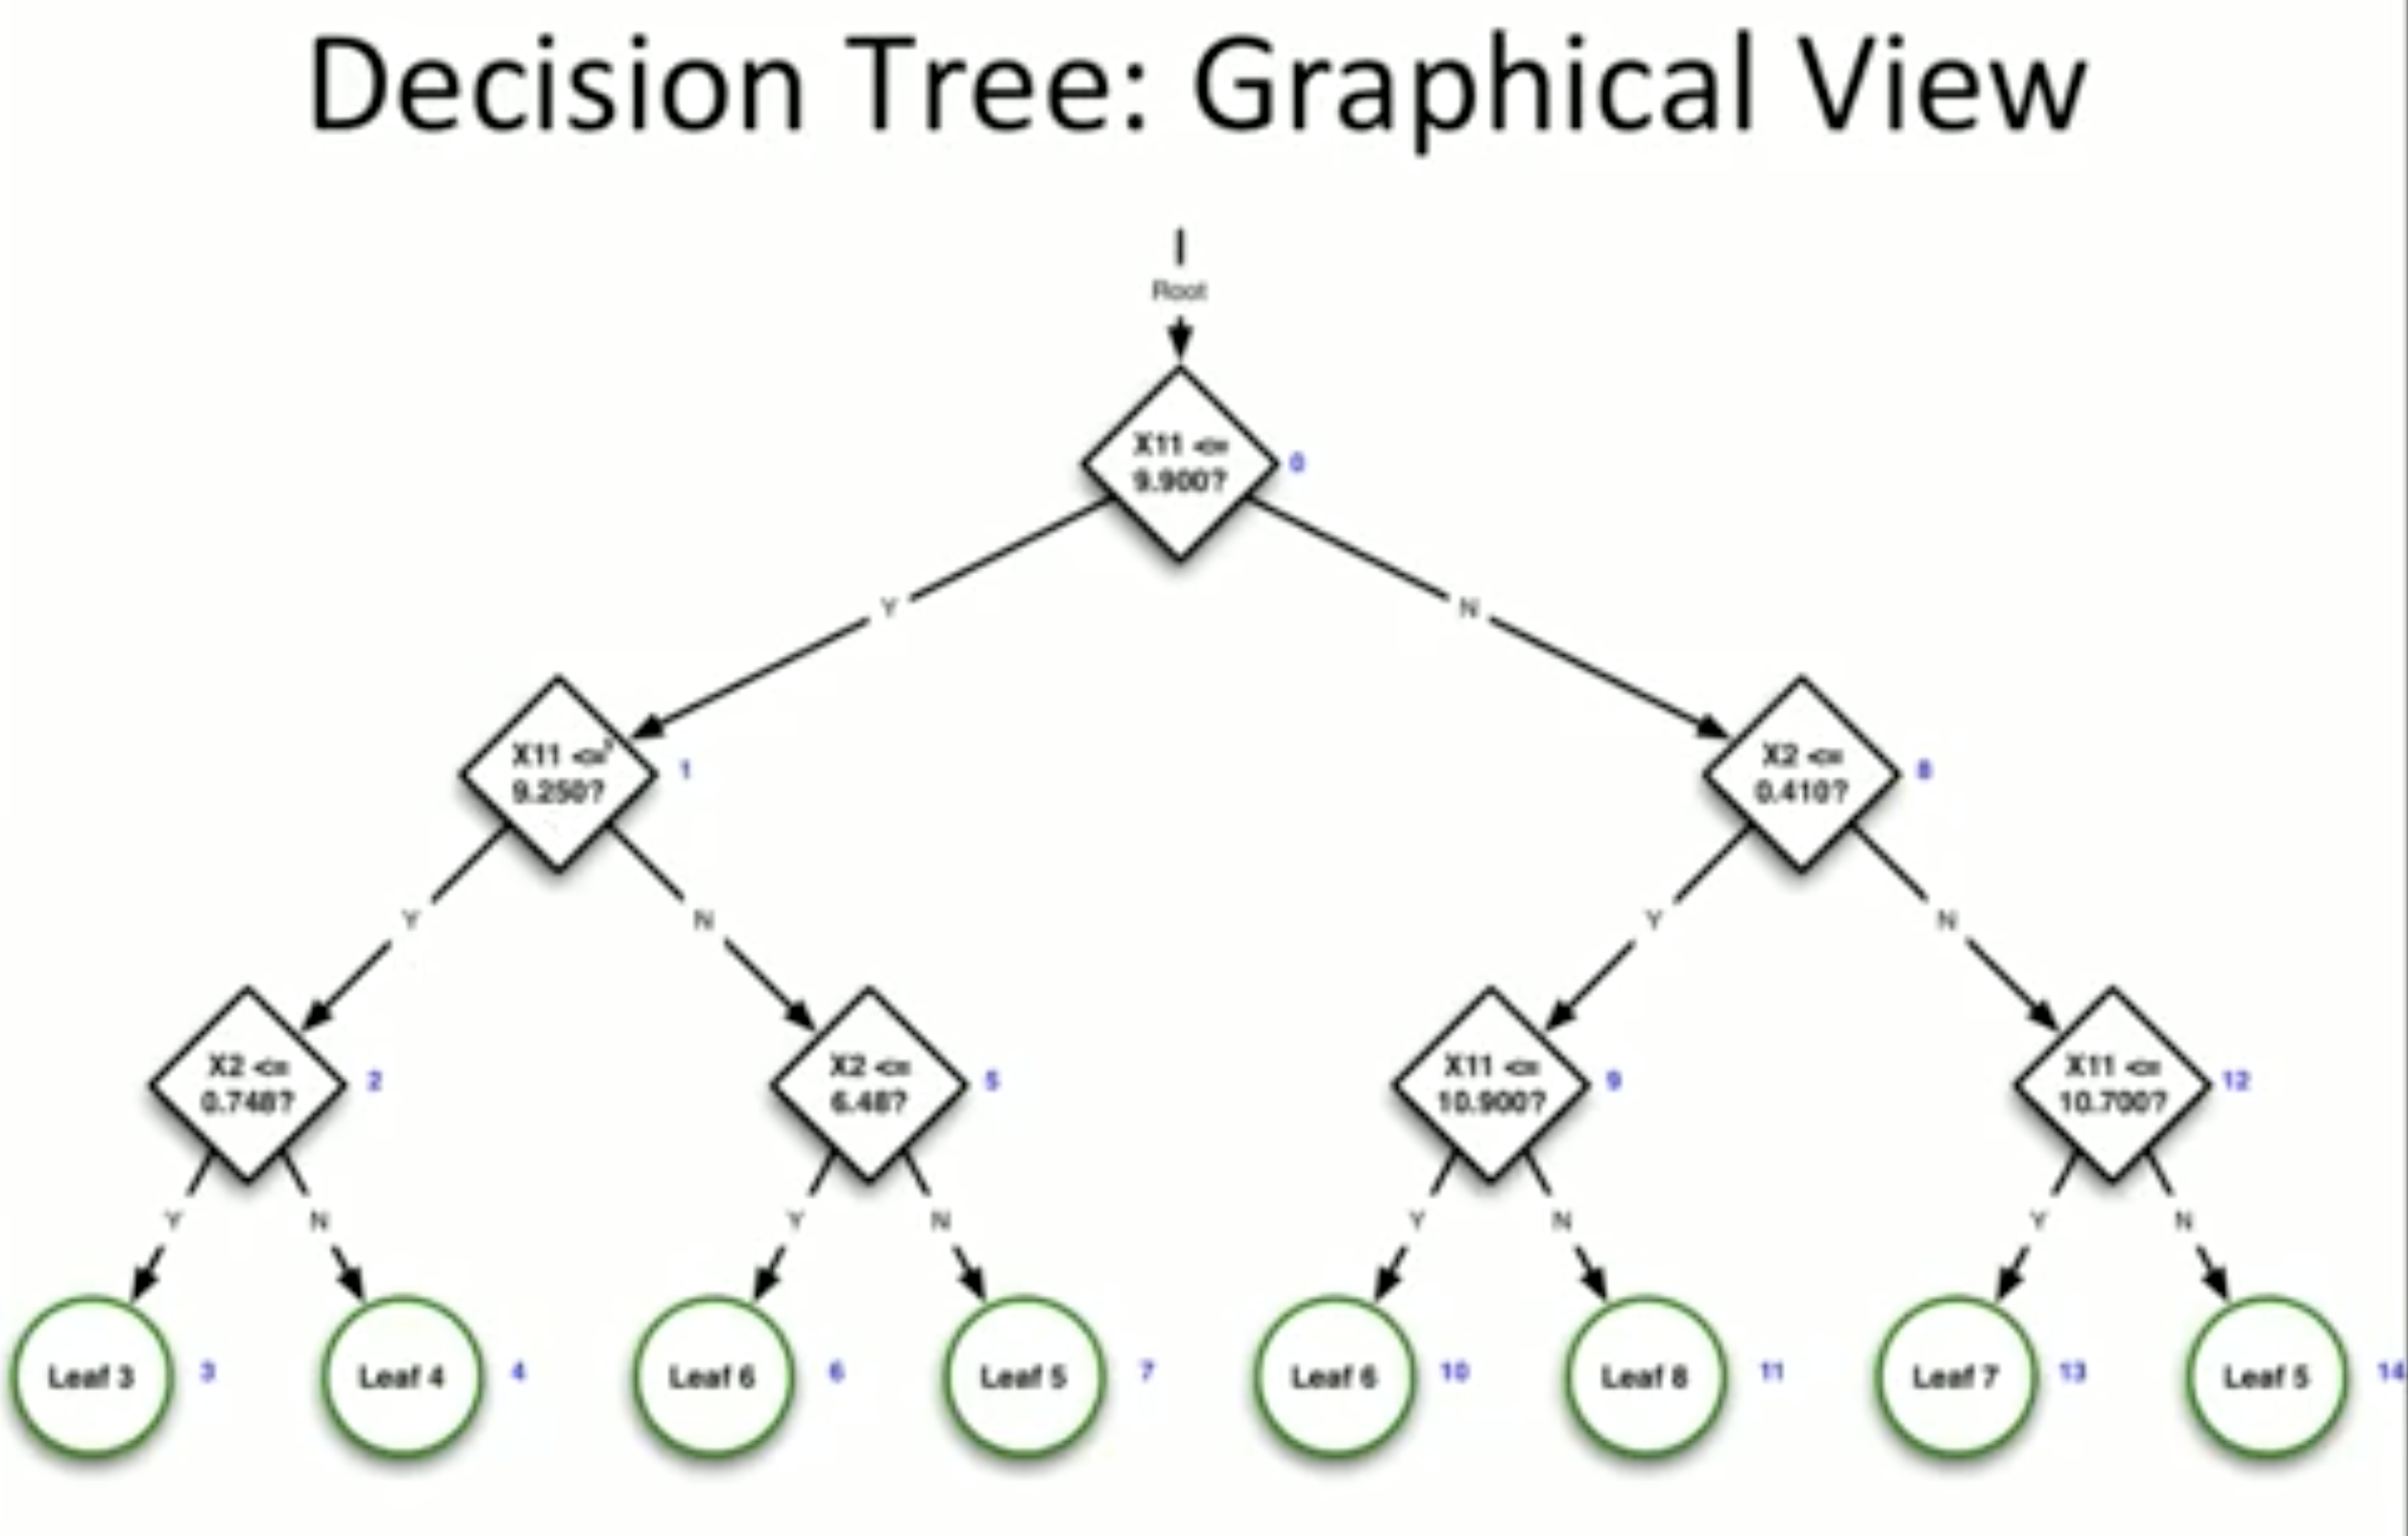 Decision Tree: Graphical View
Root
X11 <=
9.900?
0
Y
N
X11 <=
9.250?
1
X2 <=
0.410?
8
Y
N
Y
N
X2 <=
0.748?
2
X2 <=
6.48?
5
X11 <=
10.900?
9
X11 <=
10.700?
12
Y
N
Y
N
Y
N
Y
N
Leaf 3
3
Leaf 4
4
Leaf 6
6
Leaf 5
7
Leaf 6
10
Leaf 8
11
Leaf 7
13
Leaf 5
14